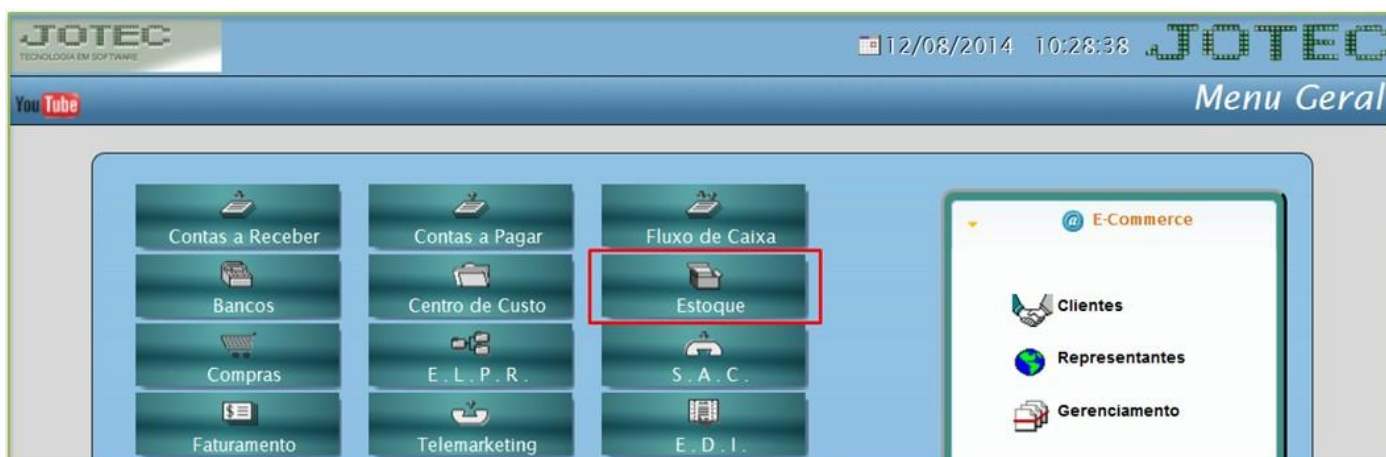 JOTEC
TECNOLOGIA EM SOFTWARE
12/08/2014 10:28:38
JOTEC
You Tube
Menu Geral
Contas a Receber
Contas a Pagar
Fluxo de Caixa
Bancos
Centro de Custo
Estoque
Compras
E.L.P.R.
S.A.C.
Faturamento
Telemarketing
E.D.I.
@ E-Commerce
Clientes
Representantes
Gerenciamento